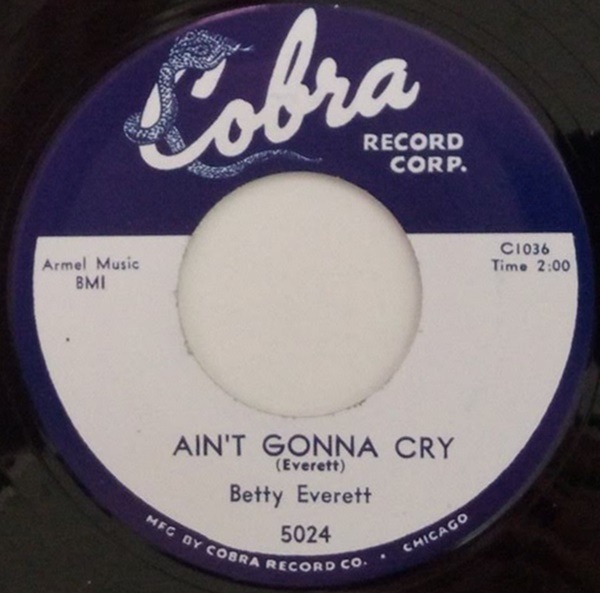 Cobra
RECORD
CORP.
Armel Music
BMI
C1036
Time 2:00
AIN'T GONNA CRY
(Everett)
Betty Everett
5024
MFG BY COBRA RECORD CO. • CHICAGO